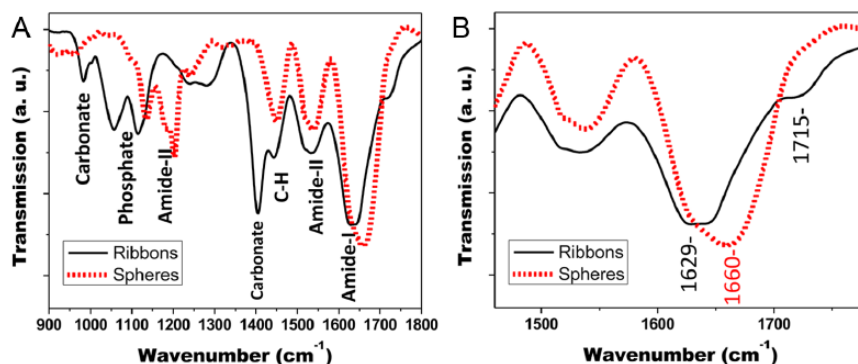 A
Transmission (a. u.)
Carbonate
Phosphate
Amide-II
Carbonate
C-H
Amide-II
Amide-I
Ribbons
Spheres
900 1000 1100 1200 1300 1400 1500 1600 1700 1800
Wavenumber (cm⁻¹)
B
Transmission (a. u.)
1629-
1660-
1715-
Ribbons
Spheres
1500 1600 1700
Wavenumber (cm⁻¹)